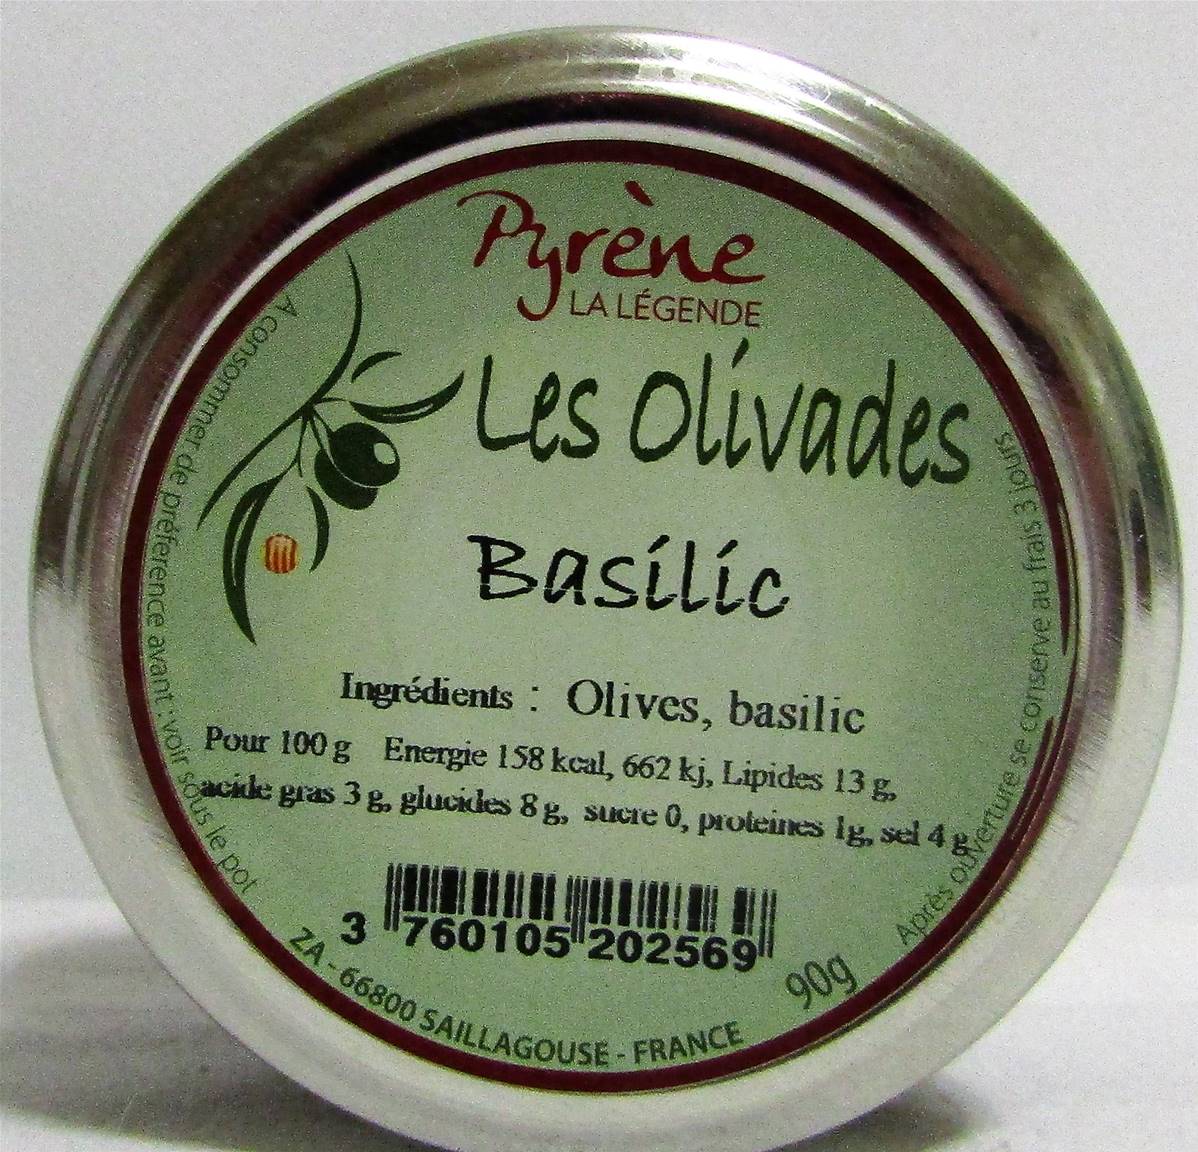 Pyrène
LA LÉGENDE
Les Olivades
Basilic
Ingrédients : Olives, basilic
Pour 100 g Energie 158 kcal, 662 kj, Lipides 13 g,
acide gras 3 g, glucides 8 g, sucre 0, proteines 1g, sel 4 g
3 760105 202569
90g
ZA - 66800 SAILLAGOUSE - FRANCE
A consommer de préférence avant : voir sous le pot
Après ouverture se conserve au frais 3 jours